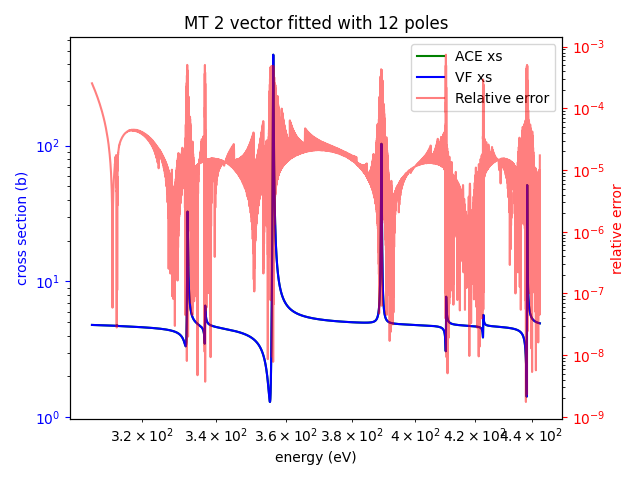 MT 2 vector fitted with 12 poles
ACE xs
VF xs
Relative error
cross section (b)
10²
10¹
10⁰
relative error
10⁻³
10⁻⁴
10⁻⁵
10⁻⁶
10⁻⁷
10⁻⁸
10⁻⁹
3.2 × 10² 3.4 × 10² 3.6 × 10² 3.8 × 10² 4 × 10² 4.2 × 10² 4.4 × 10²
energy (eV)